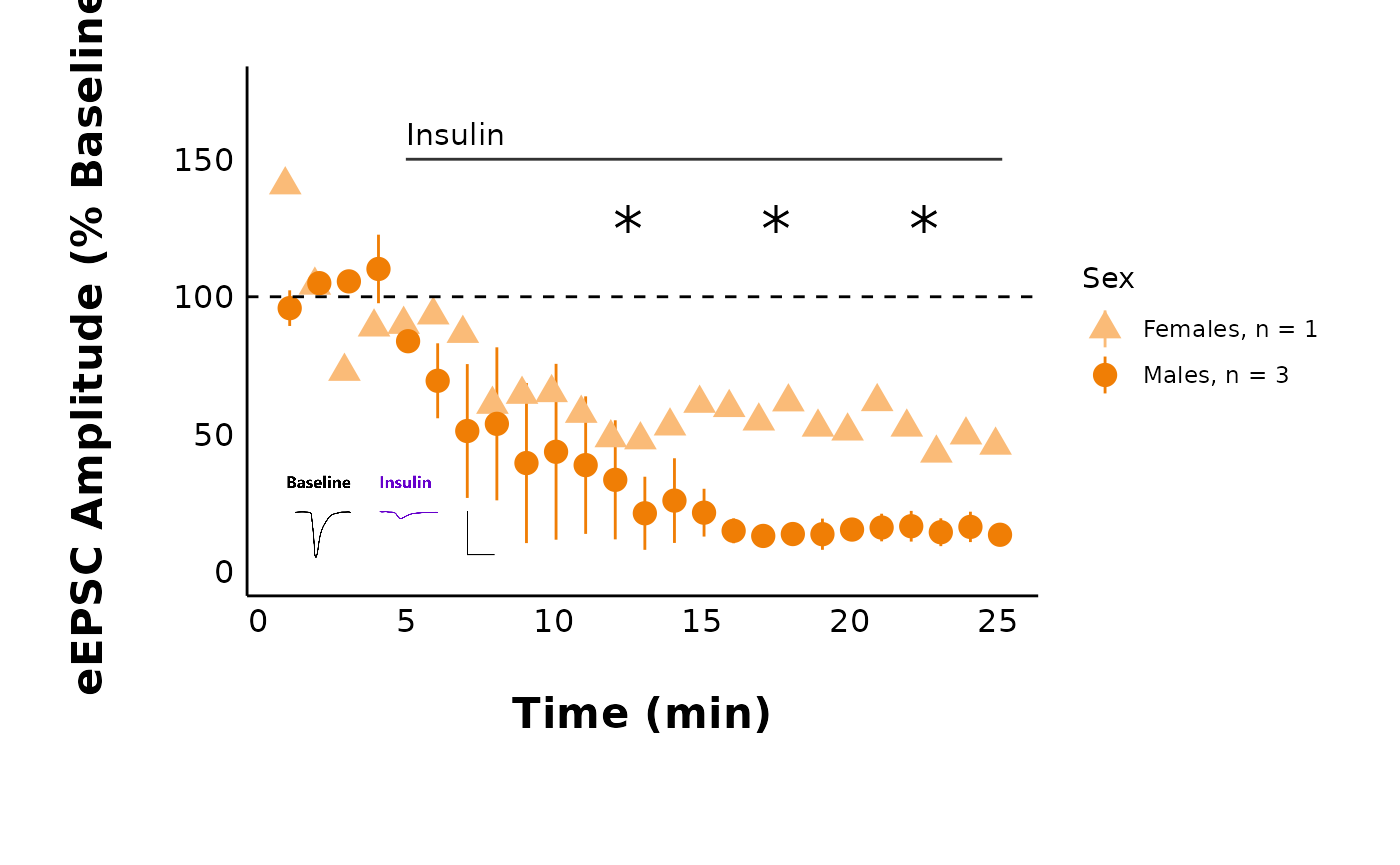 eEPSC Amplitude (% Baseline
150
100
50
0
Insulin
* * *
Baseline Insulin
0 5 10 15 20 25
Time (min)
Sex
Females, n = 1
Males, n = 3